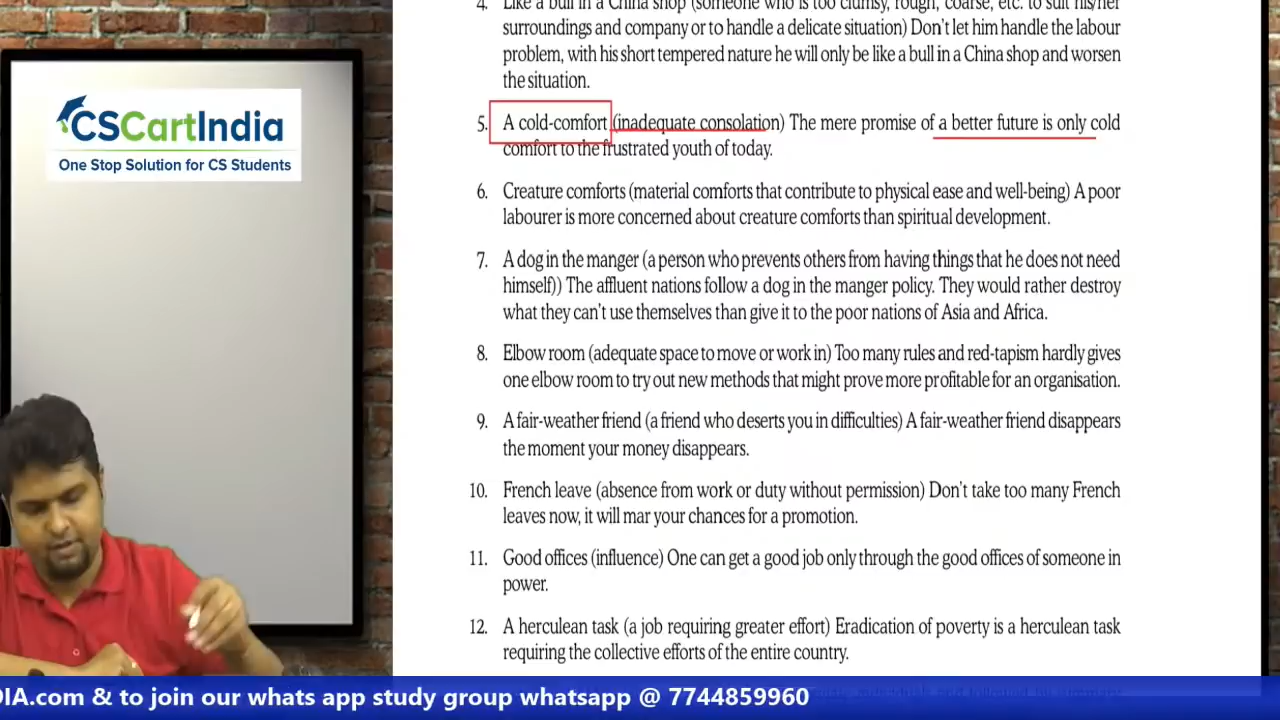 CSCartIndia
One Stop Solution for CS Students
4. Like a bull in a China shop (someone who is too clumsy, rough, coarse, etc. to suit his/her
surroundings and company or to handle a delicate situation) Don't let him handle the labour
problem, with his short tempered nature he will only be like a bull in a China shop and worsen
the situation.
5. A cold-comfort (inadequate consolation) The mere promise of a better future is only cold
comfort to the frustrated youth of today.
6. Creature comforts (material comforts that contribute to physical ease and well-being) A poor
labourer is more concerned about creature comforts than spiritual development.
7. A dog in the manger (a person who prevents others from having things that he does not need
himself)) The affluent nations follow a dog in the manger policy. They would rather destroy
what they can't use themselves than give it to the poor nations of Asia and Africa.
8. Elbow room (adequate space to move or work in) Too many rules and red-tapism hardly gives
one elbow room to try out new methods that might prove more profitable for an organisation.
9. A fair-weather friend (a friend who deserts you in difficulties) A fair-weather friend disappears
the moment your money disappears.
10. French leave (absence from work or duty without permission) Don't take too many French
leaves now, it will mar your chances for a promotion.
11. Good offices (influence) One can get a good job only through the good offices of someone in
power.
12. A herculean task (a job requiring greater effort) Eradication of poverty is a herculean task
requiring the collective efforts of the entire country.
DIA.com & to join our whats app study group whatsapp @ 7744859960